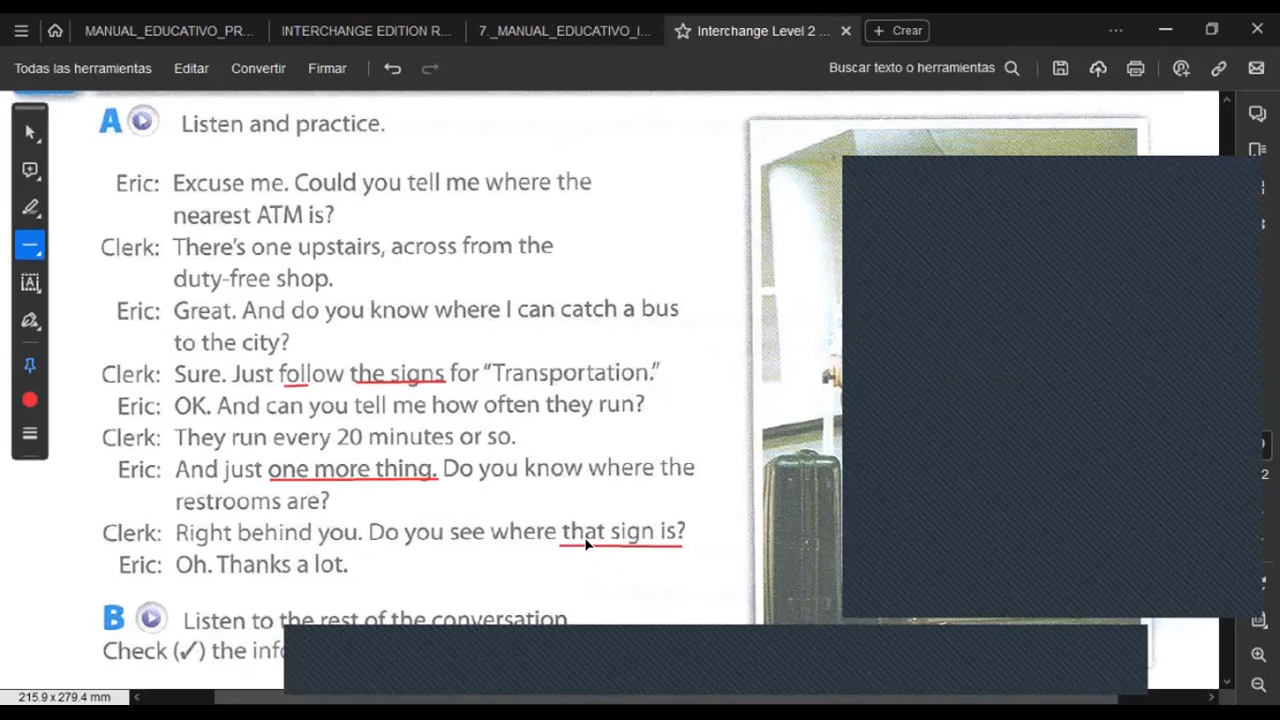 MANUAL_EDUCATIVO_PR...
INTERCHANGE EDITION R...
7._MANUAL_EDUCATIVO_I...
Interchange Level 2 ...
+ Crear
Todas las herramientas
Editar
Convertir
Firmar
Buscar texto o herramientas
A Listen and practice.
Eric: Excuse me. Could you tell me where the
nearest ATM is?
Clerk: There's one upstairs, across from the
duty-free shop.
Eric: Great. And do you know where I can catch a bus
to the city?
Clerk: Sure. Just follow the signs for “Transportation.”
Eric: OK. And can you tell me how often they run?
Clerk: They run every 20 minutes or so.
Eric: And just one more thing. Do you know where the
restrooms are?
Clerk: Right behind you. Do you see where that sign is?
Eric: Oh. Thanks a lot.
B Listen to the rest of the conversation.
Check (✓) the
215.9 x 279.4 mm